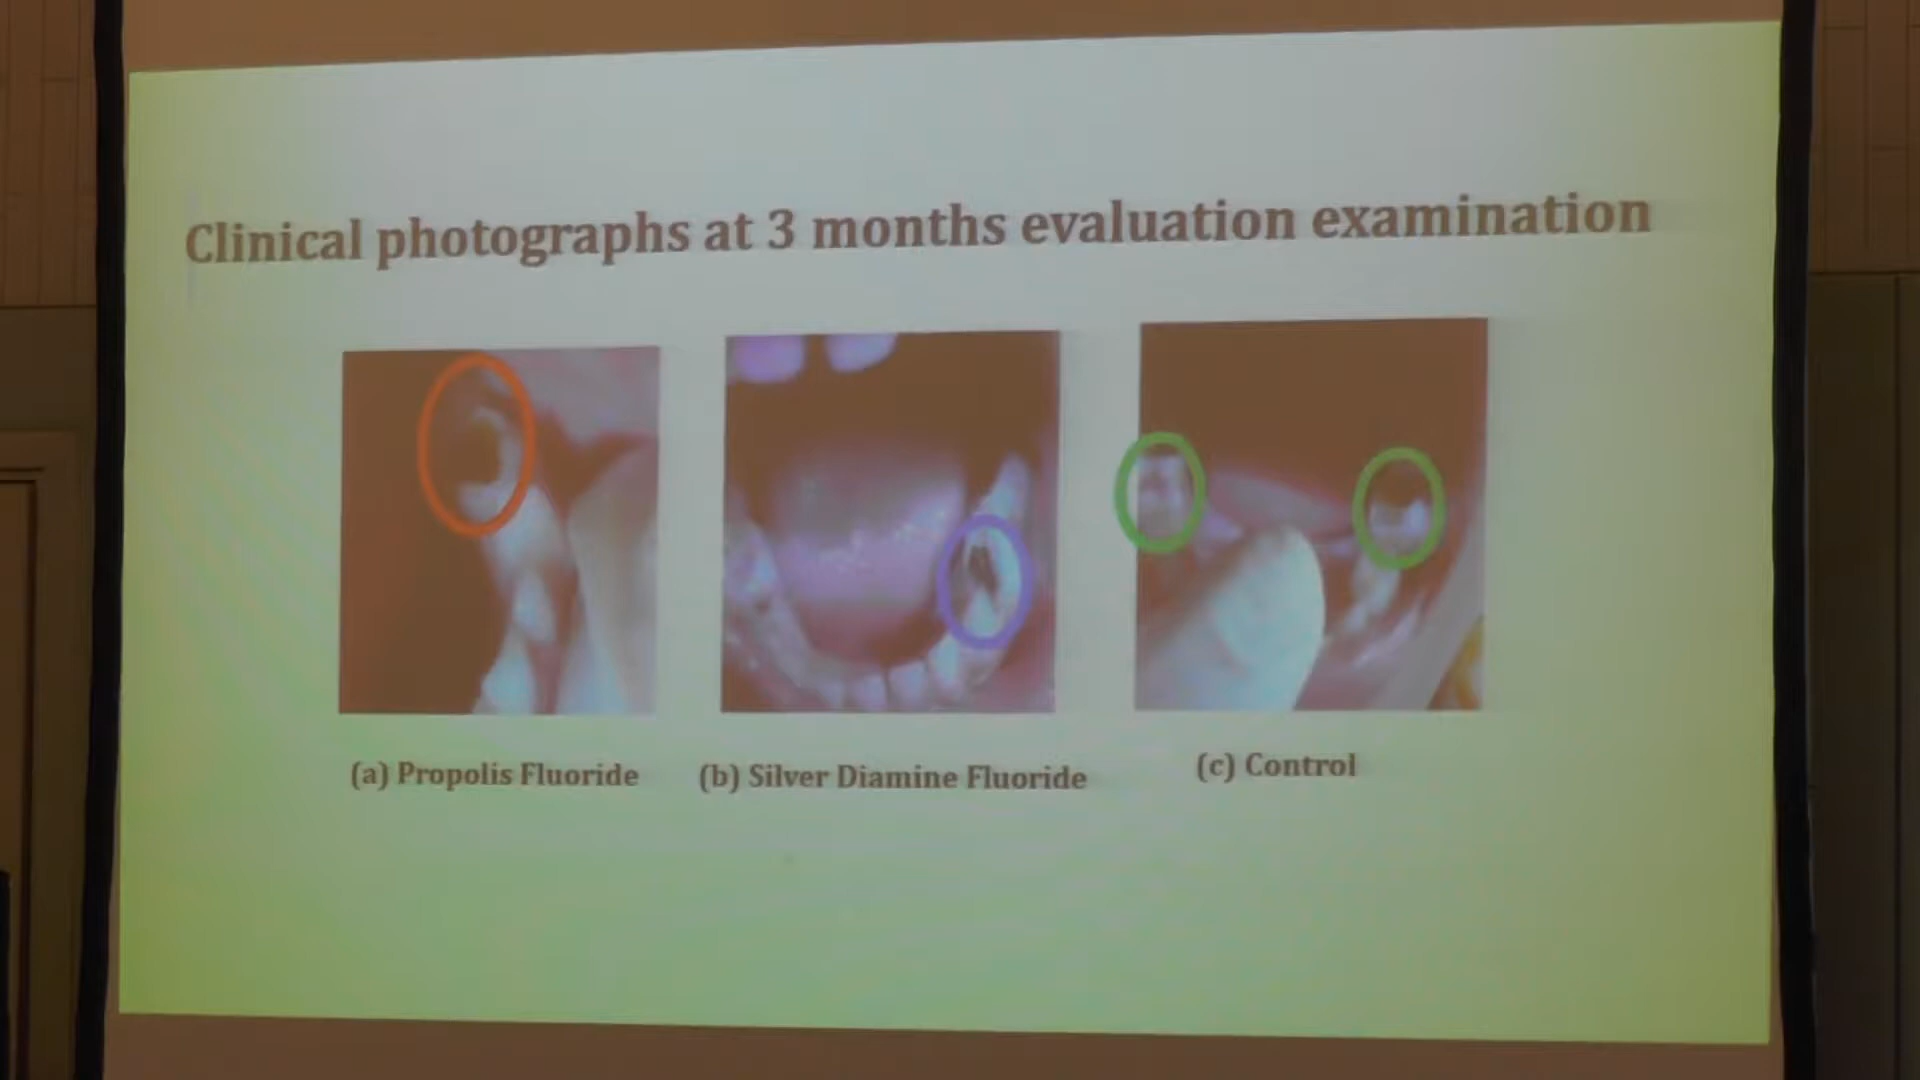 Clinical photographs at 3 months evaluation examination
(a) Propolis Fluoride
(b) Silver Diamine Fluoride
(c) Control